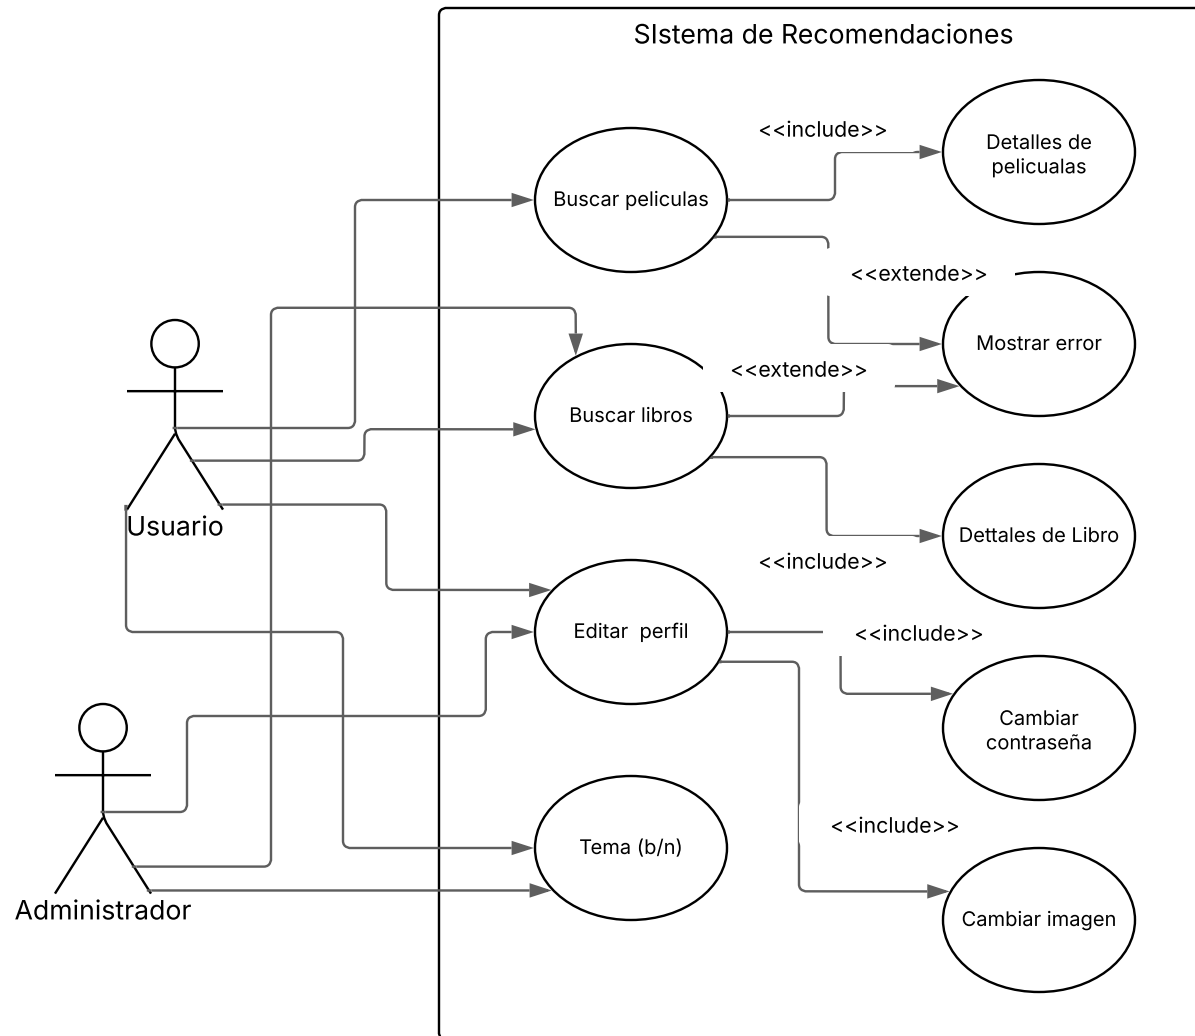 SIstema de Recomendaciones
<<include>>
Detalles de
pelicualas
Buscar peliculas
<<extende>>
Mostrar error
<<extende>>
Buscar libros
Usuario
Dettales de Libro
<<include>>
Editar  perfil
<<include>>
Cambiar
contraseña
<<include>>
Tema (b/n)
Administrador
Cambiar imagen